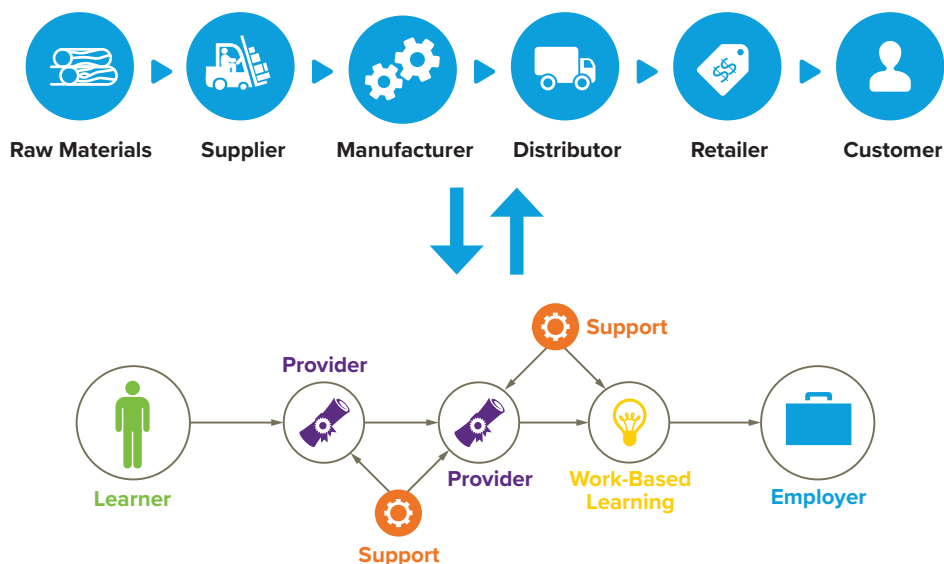 Raw Materials
Supplier
Manufacturer
Distributor
Retailer
Customer
Support
Provider
Learner
Provider
Work-Based
Learning
Employer
Support